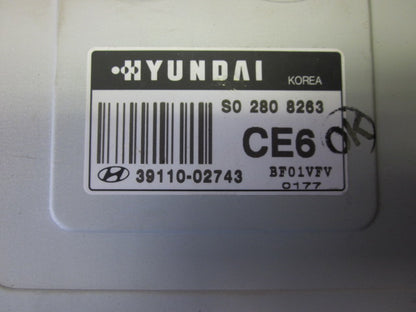 HYUNDAI
KOREA
S0 280 8263
CE6
OK
BF01VFV
39110-02743
0177